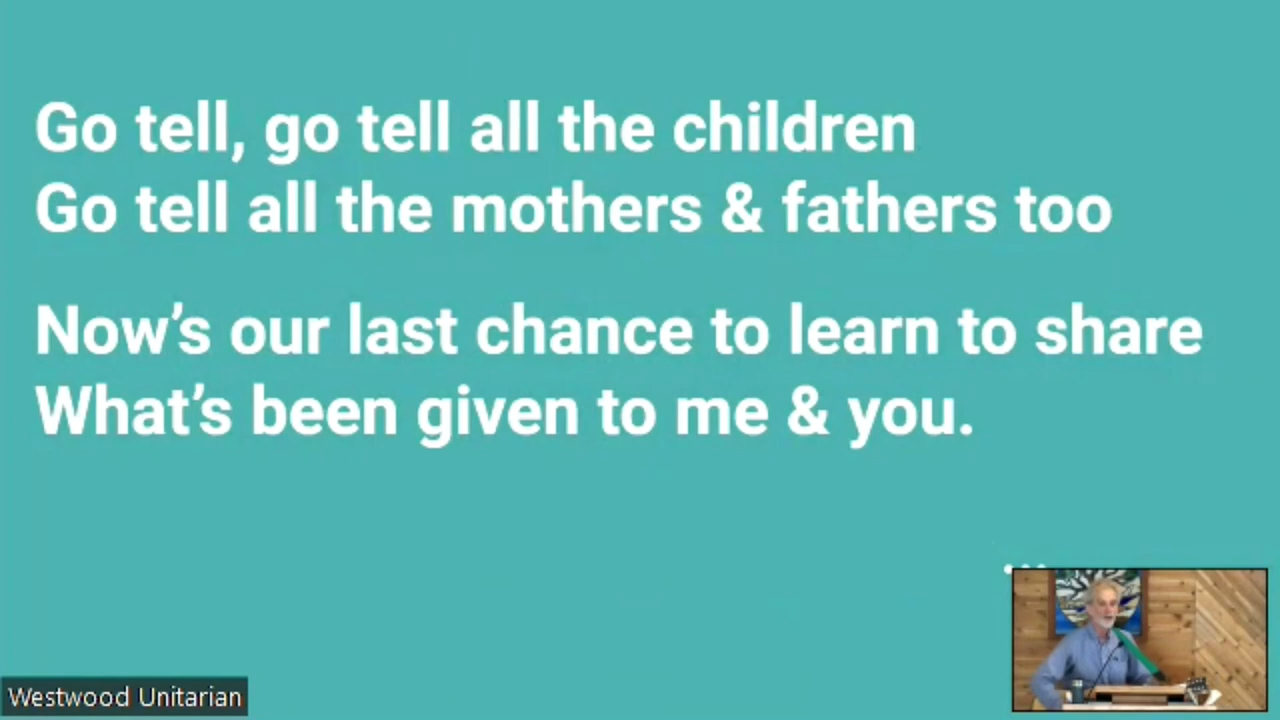 Go tell, go tell all the children
Go tell all the mothers & fathers too
Now’s our last chance to learn to share
What’s been given to me & you.
...
Westwood Unitarian